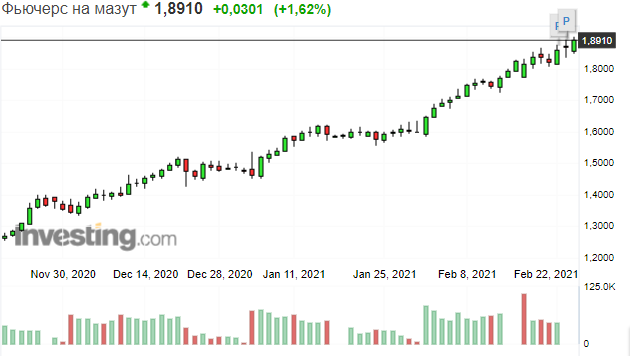 Фьючерс на мазут 1,8910 +0,0301 (+1,62%)
P P
1,8910
1,8000
1,7000
1,6000
1,5000
1,4000
1,3000
1,2000
Investing.com
Nov 30, 2020 Dec 14, 2020 Dec 28, 2020 Jan 11, 2021 Jan 25, 2021 Feb 8, 2021 Feb 22, 2021
125.0K
0